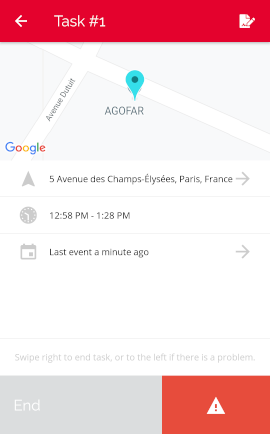 Task #1
Avenue Dutuit
AGOFAR
Google
5 Avenue des Champs-Élysées, Paris, France
12:58 PM - 1:28 PM
Last event a minute ago
Swipe right to end task, or to the left if there is a problem.
End